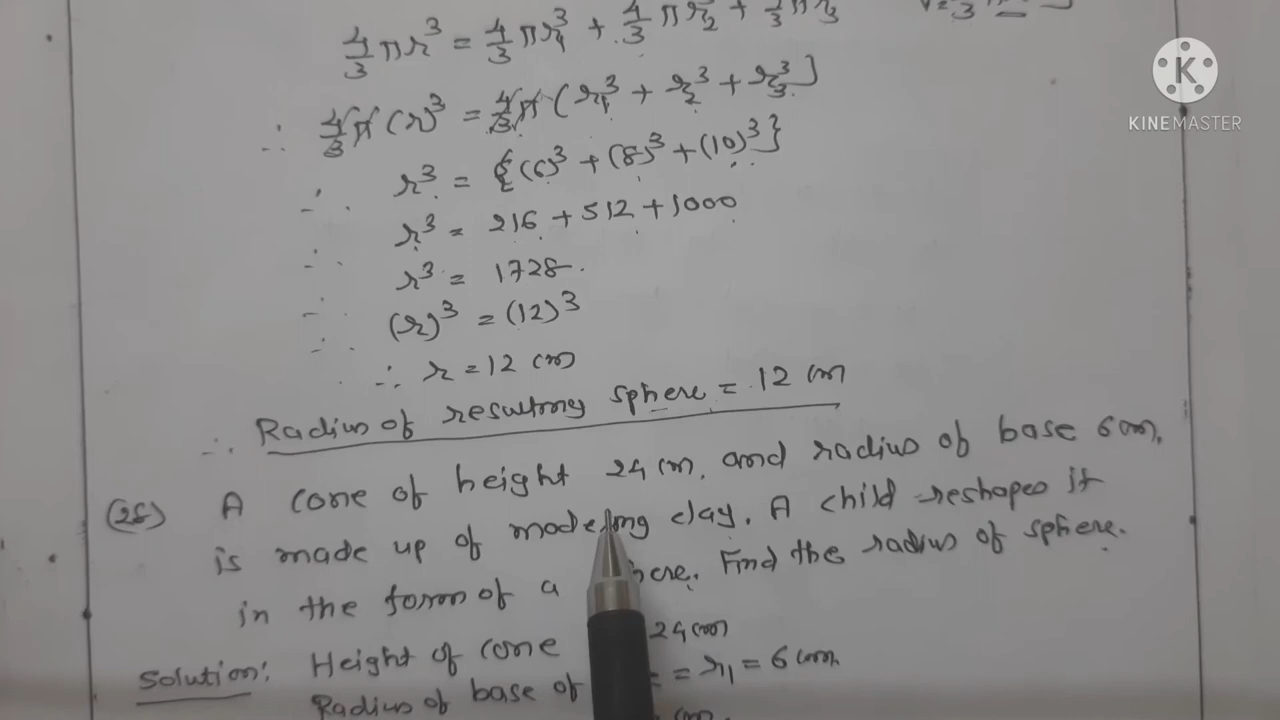 4/3 πr³ = 4/3 πr₁³ + 4/3 πr₂³ + 4/3 πr₃³
∴ 4/3 π (r)³ = 4/3 π (r₁³ + r₂³ + r₃³)
∴ r³ = {(6)³ + (8)³ + (10)³}
∴ r³ = 216 + 512 + 1000
∴ r³ = 1728.
∴ (r)³ = (12)³
∴ r = 12 cm
∴ Radius of resulting sphere = 12 cm
(28) A cone of height 24 cm, and radius of base 6 cm,
is made up of modeling clay. A child reshapes it
in the form of a here. Find the radius of sphere.
Solution: Height of cone 24 cm
Radius of base of = r₁ = 6 cm.
cm.
K
KINEMASTER